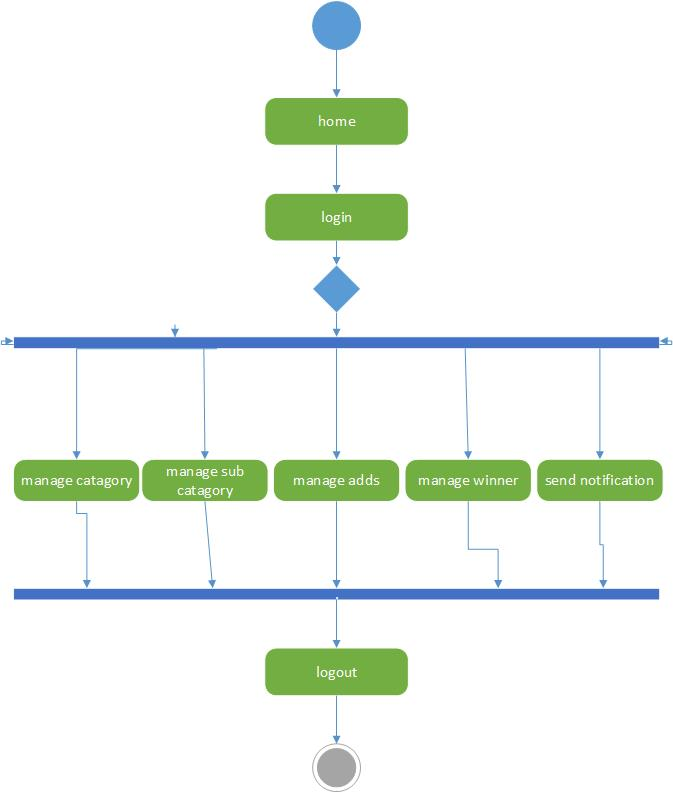 home
login
manage catagory
manage sub
catagory
manage adds
manage winner
send notification
logout